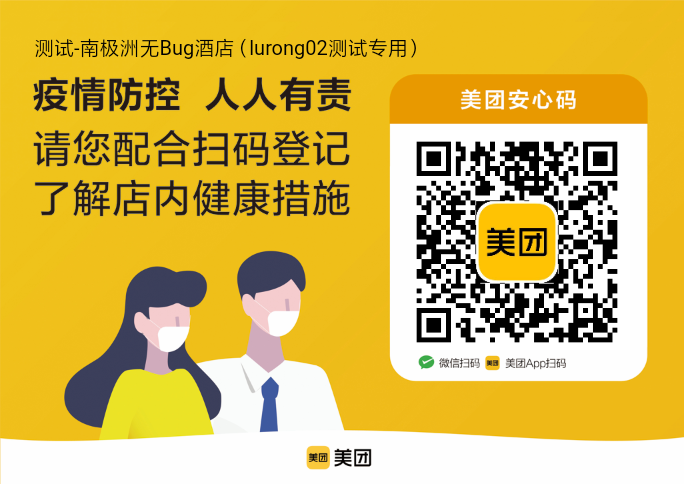 测试-南极洲无Bug酒店（lurong02测试专用）
疫情防控 人人有责
请您配合扫码登记
了解店内健康措施
美团安心码
美团
微信扫码 美团 美团App扫码
美团 美团